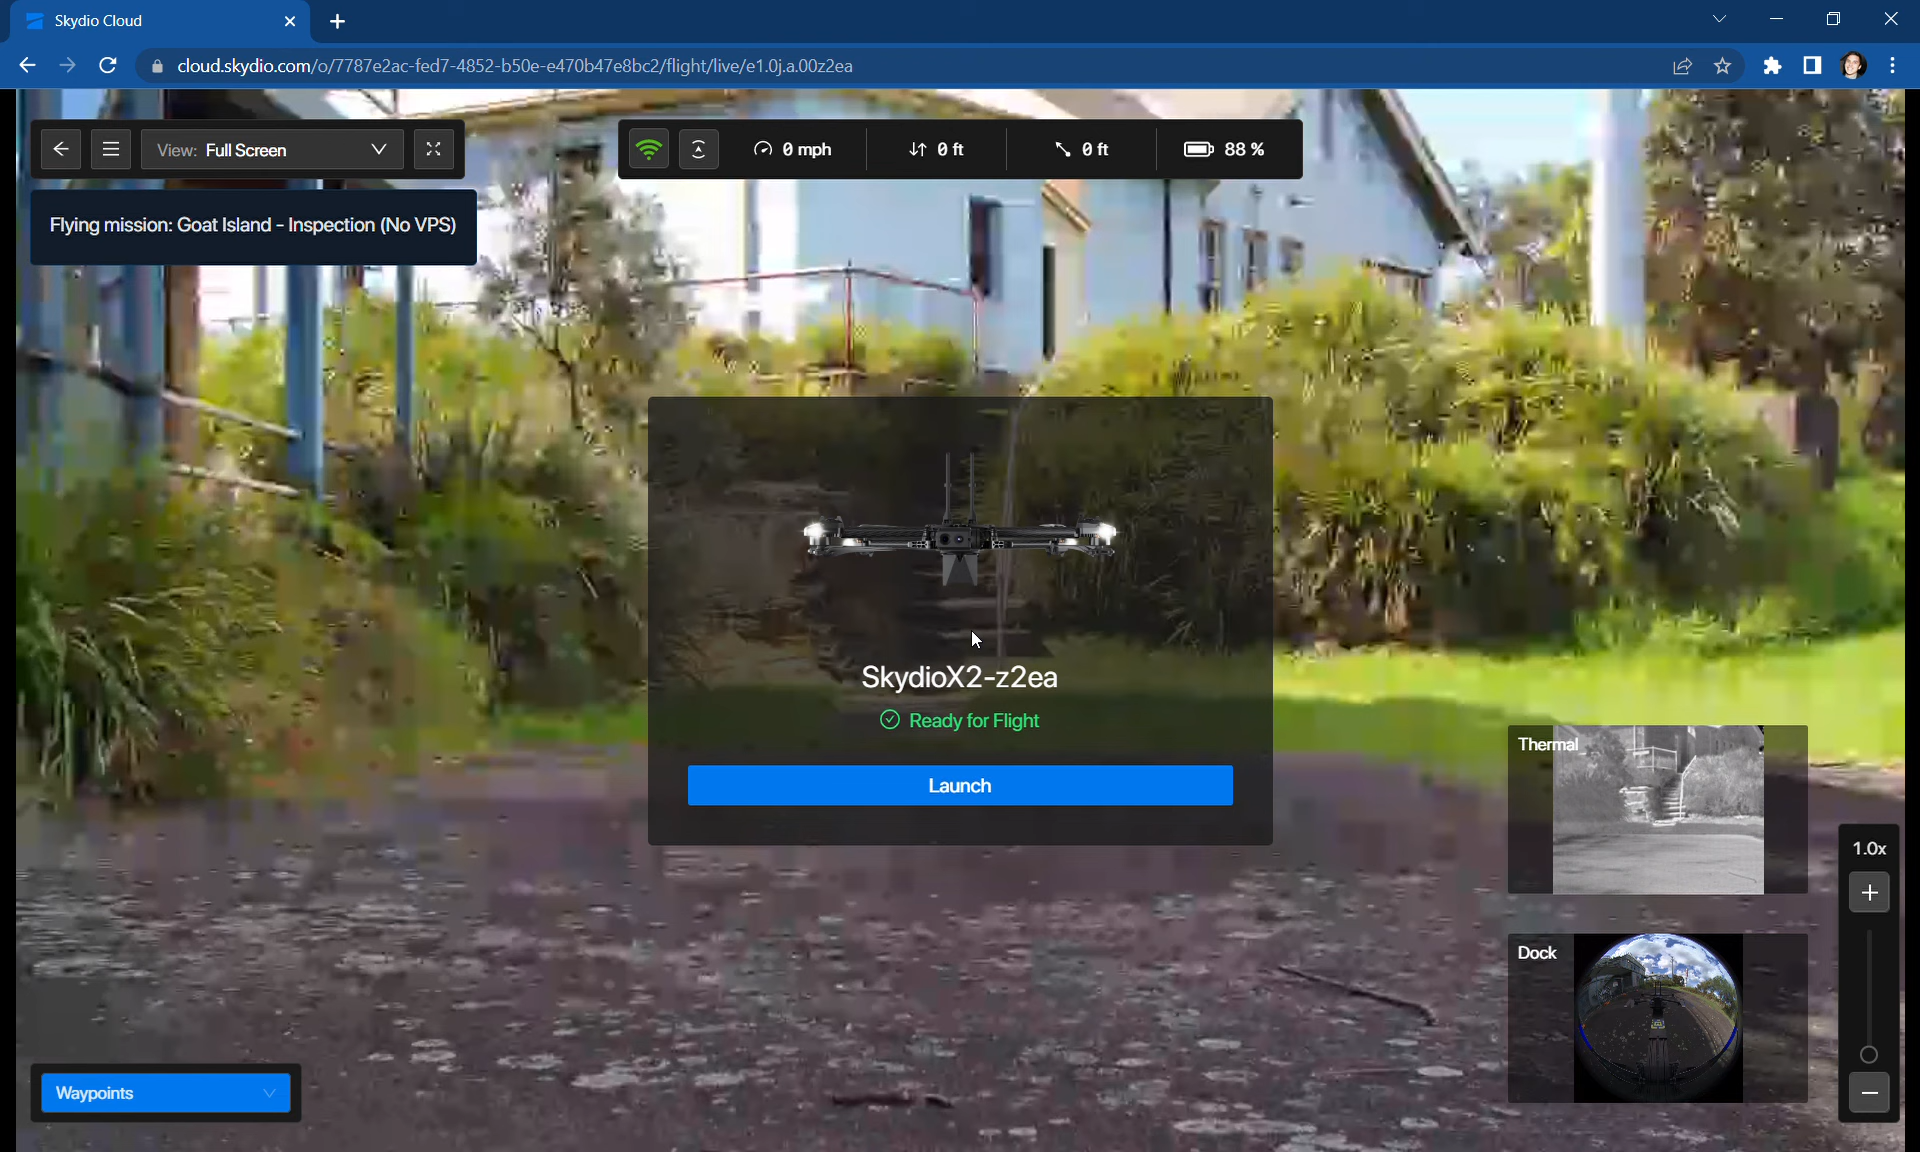 Skydio Cloud
cloud.skydio.com/o/7787e2ac-fed7-4852-b50e-e470b47e8bc2/flight/live/e1.0j.a.00z2ea
View: Full Screen
0 mph
0 ft
0 ft
88 %
Flying mission: Goat Island - Inspection (No VPS)
SkydioX2-z2ea
Ready for Flight
Launch
Thermal
1.0x
Dock
Waypoints